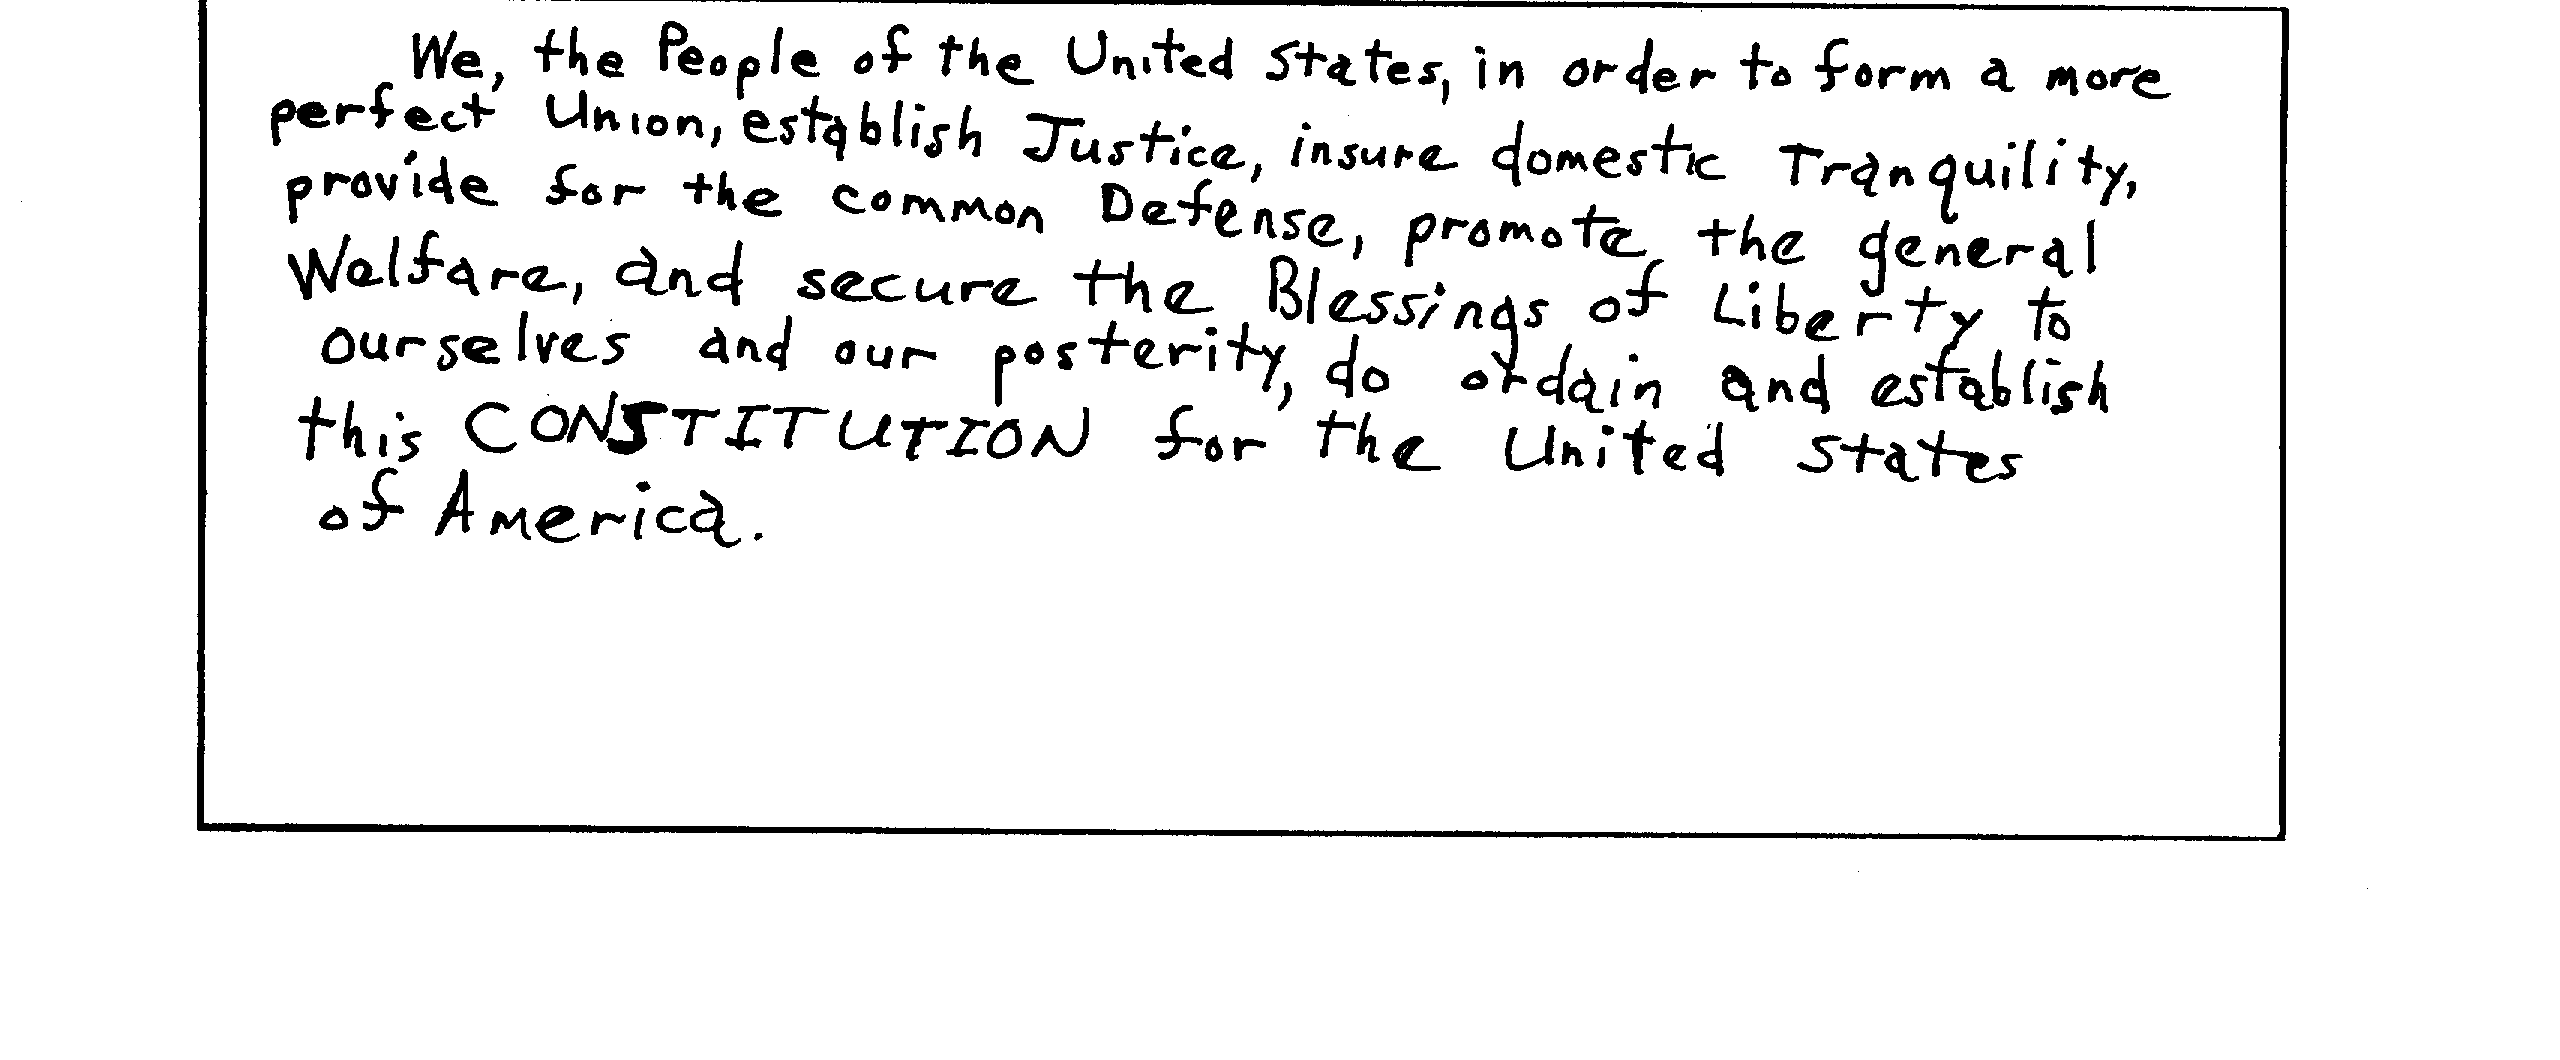 We, the People of the United States, in order to form a more
perfect Union, establish Justice, insure domestic Tranquility,
provide for the common Defense, promote the general
Welfare, and secure the Blessings of Liberty to
ourselves and our posterity, do ordain and establish
this CONSTITUTION for the United States
of America.